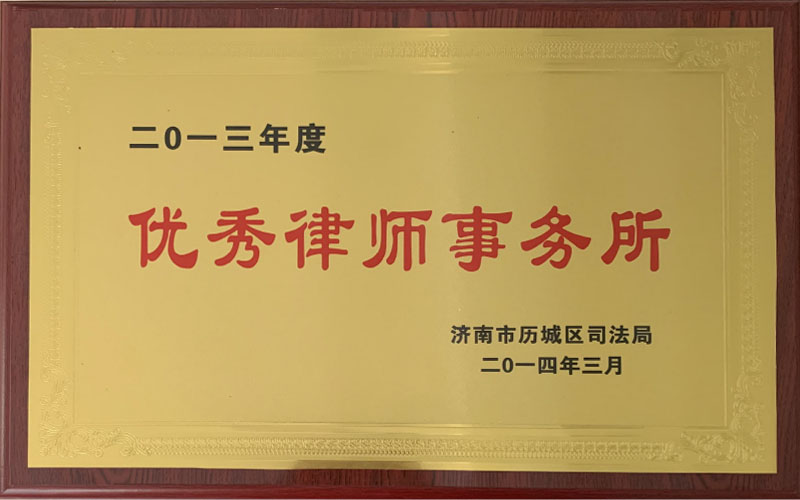 二0一三年度
优秀律师事务所
济南市历城区司法局
二0一四年三月